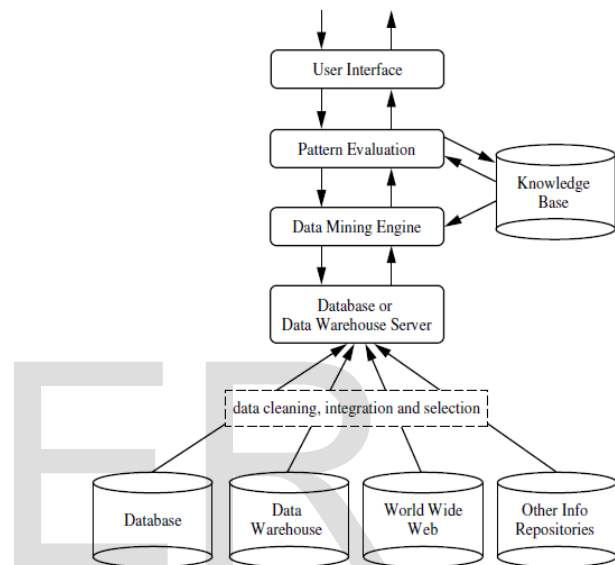 User Interface
Pattern Evaluation
Knowledge
Base
Data Mining Engine
Database or
Data Warehouse Server
data cleaning, integration and selection
Database
Data
Warehouse
World Wide
Web
Other Info
Repositories
ER